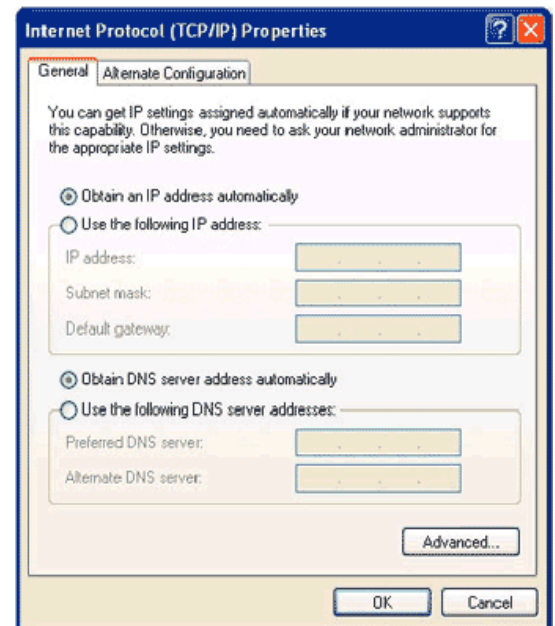 Internet Protocol (TCP/IP) Properties
General
Alternate Configuration
You can get IP settings assigned automatically if your network supports
this capability. Otherwise, you need to ask your network administrator for
the appropriate IP settings.
Obtain an IP address automatically
Use the following IP address:
IP address:
Subnet mask:
Default gateway:
Obtain DNS server address automatically
Use the following DNS server addresses:
Preferred DNS server:
Alternate DNS server:
Advanced...
OK
Cancel